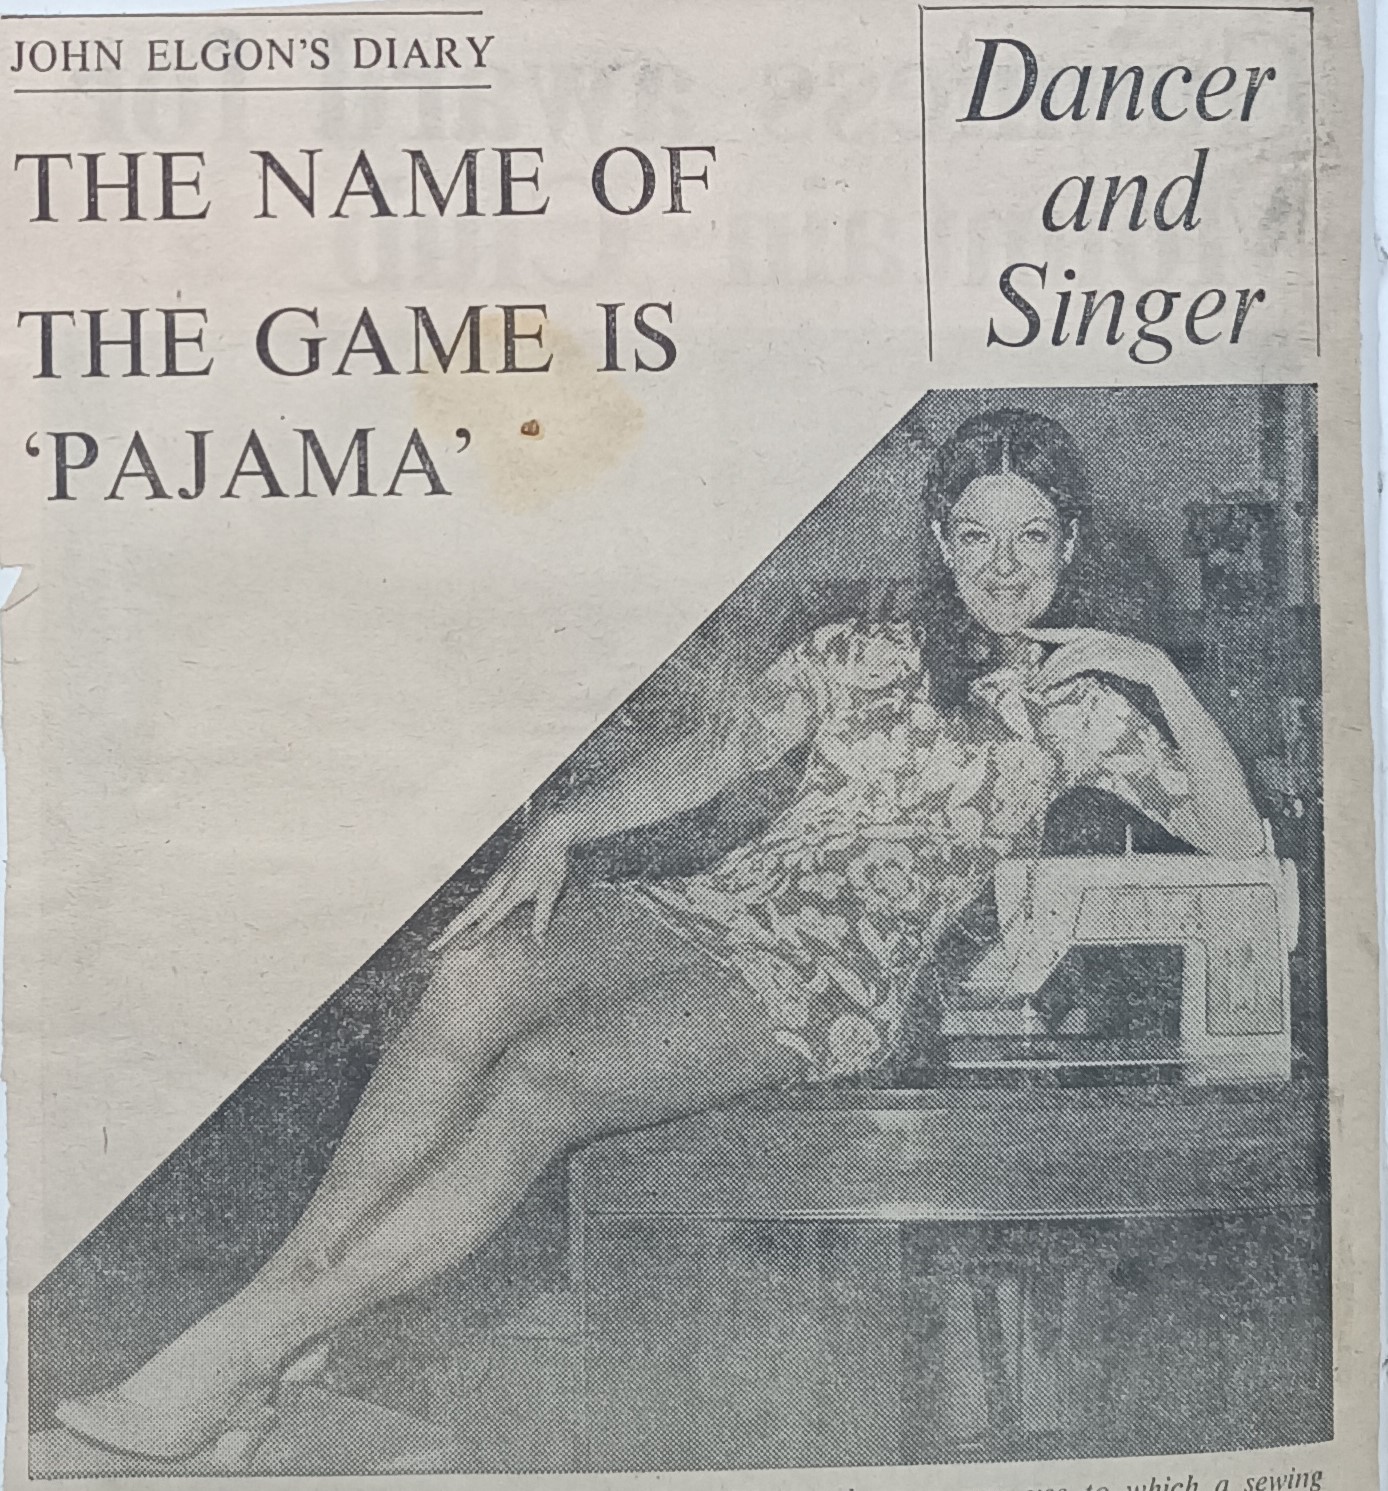 JOHN ELGON'S DIARY
THE NAME OF
THE GAME IS
‘PAJAMA’
Dancer
and
Singer
to which a sewing